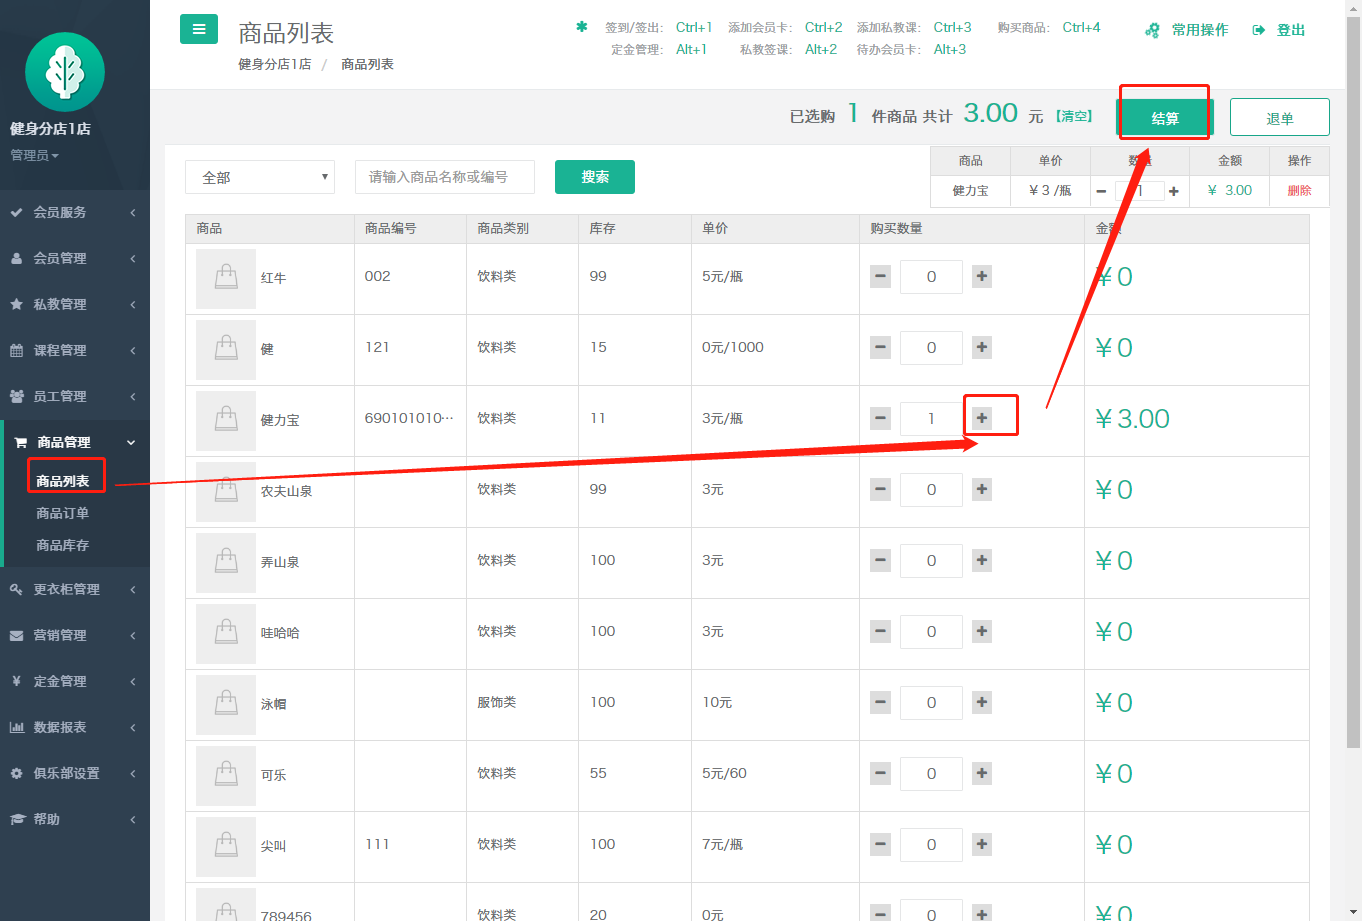 健身分店1店
管理员
会员服务
会员管理
私教管理
课程管理
员工管理
商品管理
商品列表
商品订单
商品库存
更衣柜管理
营销管理
定金管理
数据报表
俱乐部设置
帮助
商品列表
健身分店1店 / 商品列表
签到/签出: Ctrl+1 添加会员卡: Ctrl+2 添加私教课: Ctrl+3 购买商品: Ctrl+4
定金管理: Alt+1 私教签课: Alt+2 待办会员卡: Alt+3
常用操作 登出
已选购 1 件商品 共计 3.00 元 【清空】 结算 退单
商品 单价 数量 金额 操作
健力宝 ￥3 /瓶 1 ￥ 3.00 删除
全部 请输入商品名称或编号 搜索
商品 商品编号 商品类别 库存 单价 购买数量 金额
红牛 002 饮料类 99 5元/瓶 0 ￥0
健 121 饮料类 15 0元/1000 0 ￥0
健力宝 690101010··· 饮料类 11 3元/瓶 1 ￥3.00
农夫山泉 饮料类 99 3元 0 ￥0
弄山泉 饮料类 100 3元 0 ￥0
哇哈哈 饮料类 100 3元 0 ￥0
泳帽 服饰类 100 10元 0 ￥0
可乐 饮料类 55 5元/60 0 ￥0
尖叫 111 饮料类 100 7元/瓶 0 ￥0
789456 饮料类 20 0元 0 ￥0